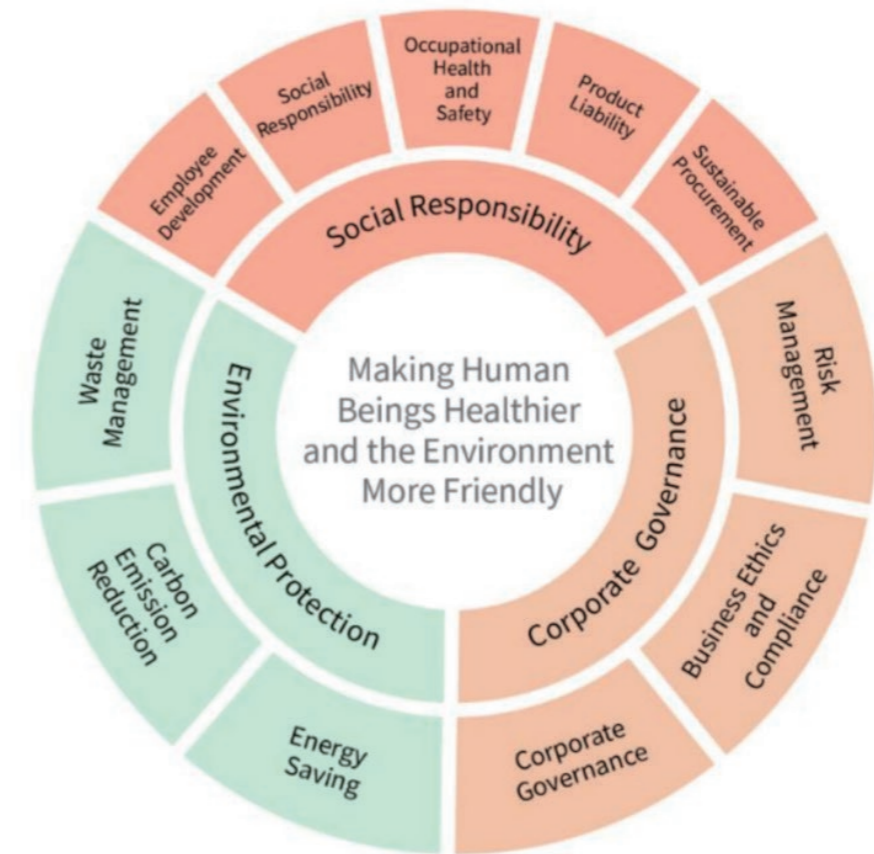 Occupational
Health
and
Safety
Product
Liability
Sustainable
Procurement
Risk
Management
Business Ethics
and
Compliance
Corporate
Governance
Energy
Saving
Carbon
Emission
Reduction
Waste
Management
Employee
Development
Social
Responsibility
Social Responsibility
Corporate Governance
Environmental Protection
Making Human
Beings Healthier
and the Environment
More Friendly